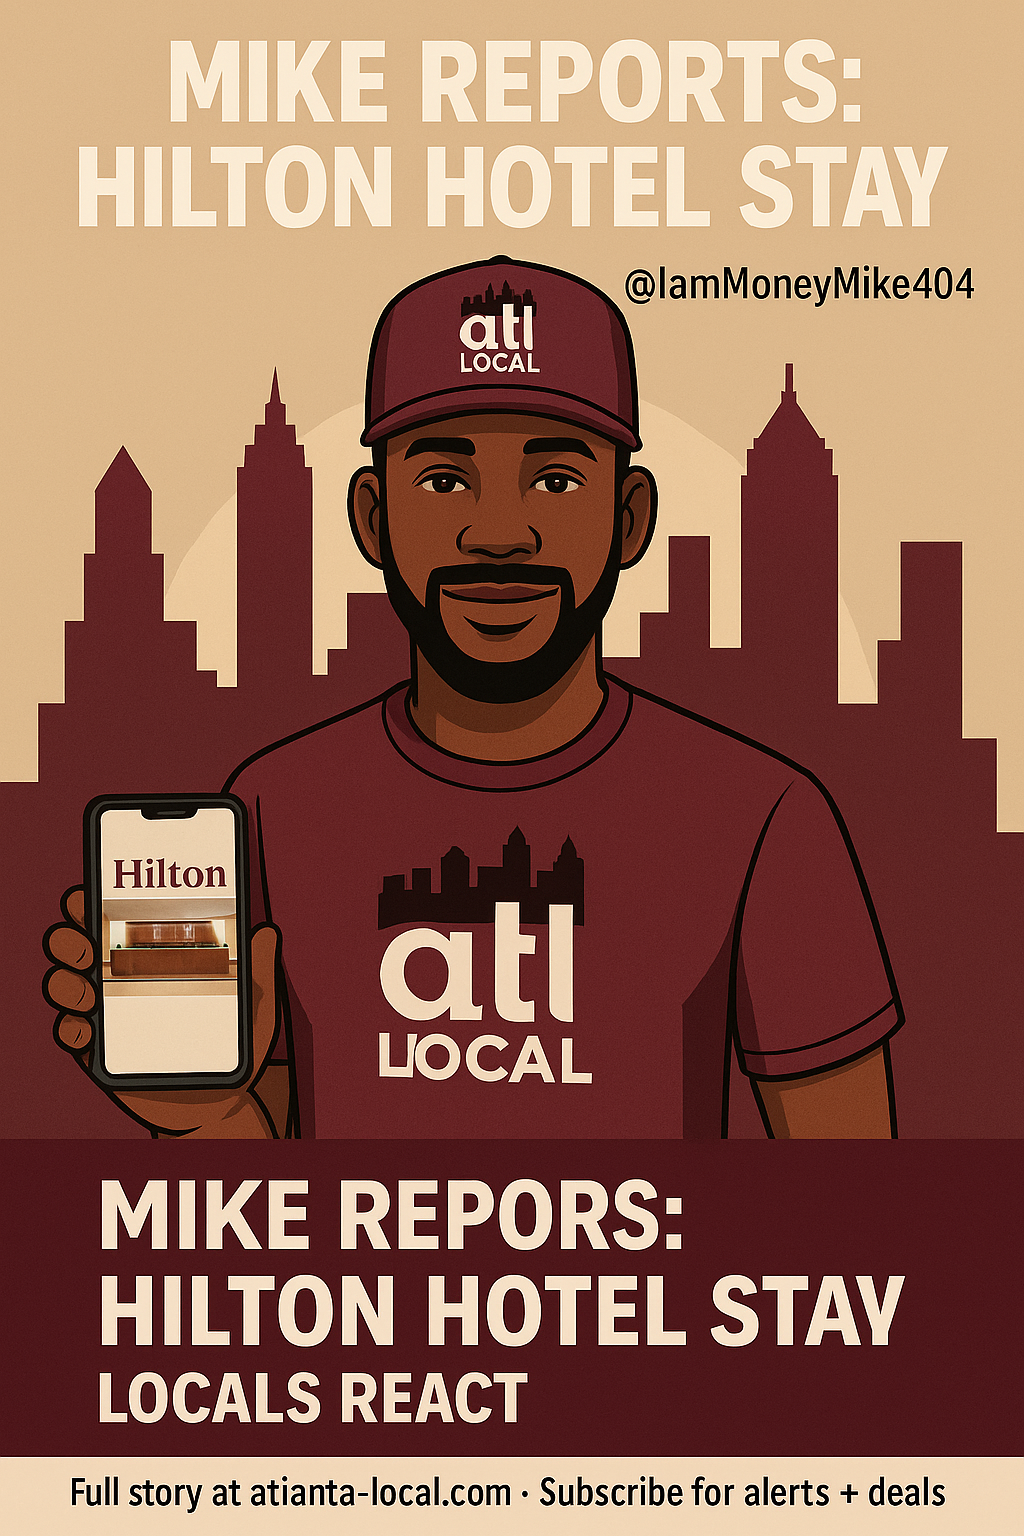 MIKE REPORTS:
HILTON HOTEL STAY
@IamMoneyMike404
atl
LOCAL
Hilton
atl
LIOCAL
MIKE REPORS:
HILTON HOTEL STAY
LOCALS REACT
Full story at atianta-local.com · Subscribe for alerts + deals